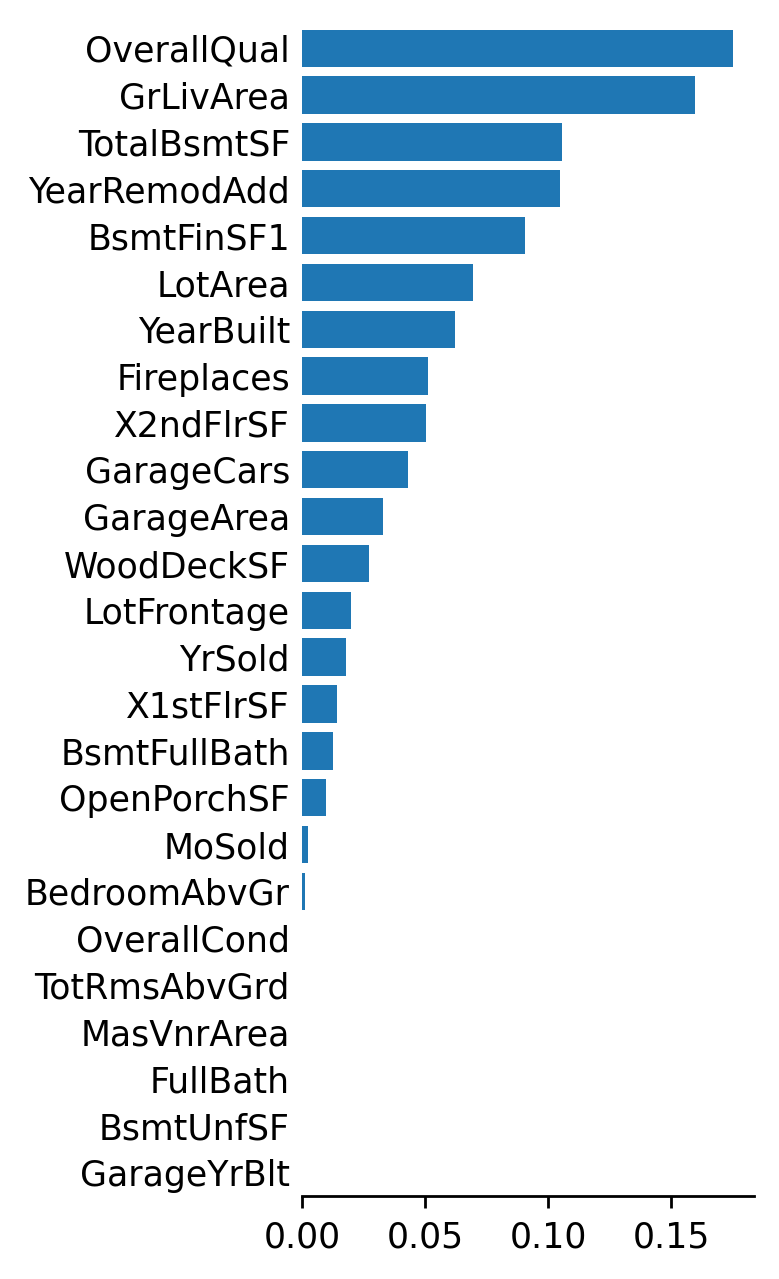 OverallQual
GrLivArea
TotalBsmtSF
YearRemodAdd
BsmtFinSF1
LotArea
YearBuilt
Fireplaces
X2ndFlrSF
GarageCars
GarageArea
WoodDeckSF
LotFrontage
YrSold
X1stFlrSF
BsmtFullBath
OpenPorchSF
MoSold
BedroomAbvGr
OverallCond
TotRmsAbvGrd
MasVnrArea
FullBath
BsmtUnfSF
GarageYrBlt
0.00 0.05 0.10 0.15